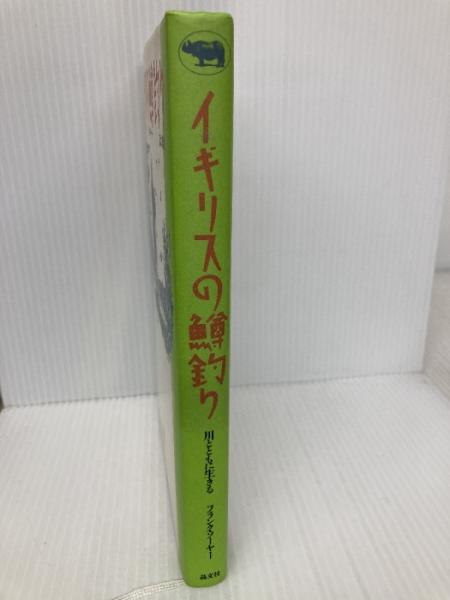 イギリスの鱒釣り
川とともに生きる
フランク・ソーヤー
晶文社